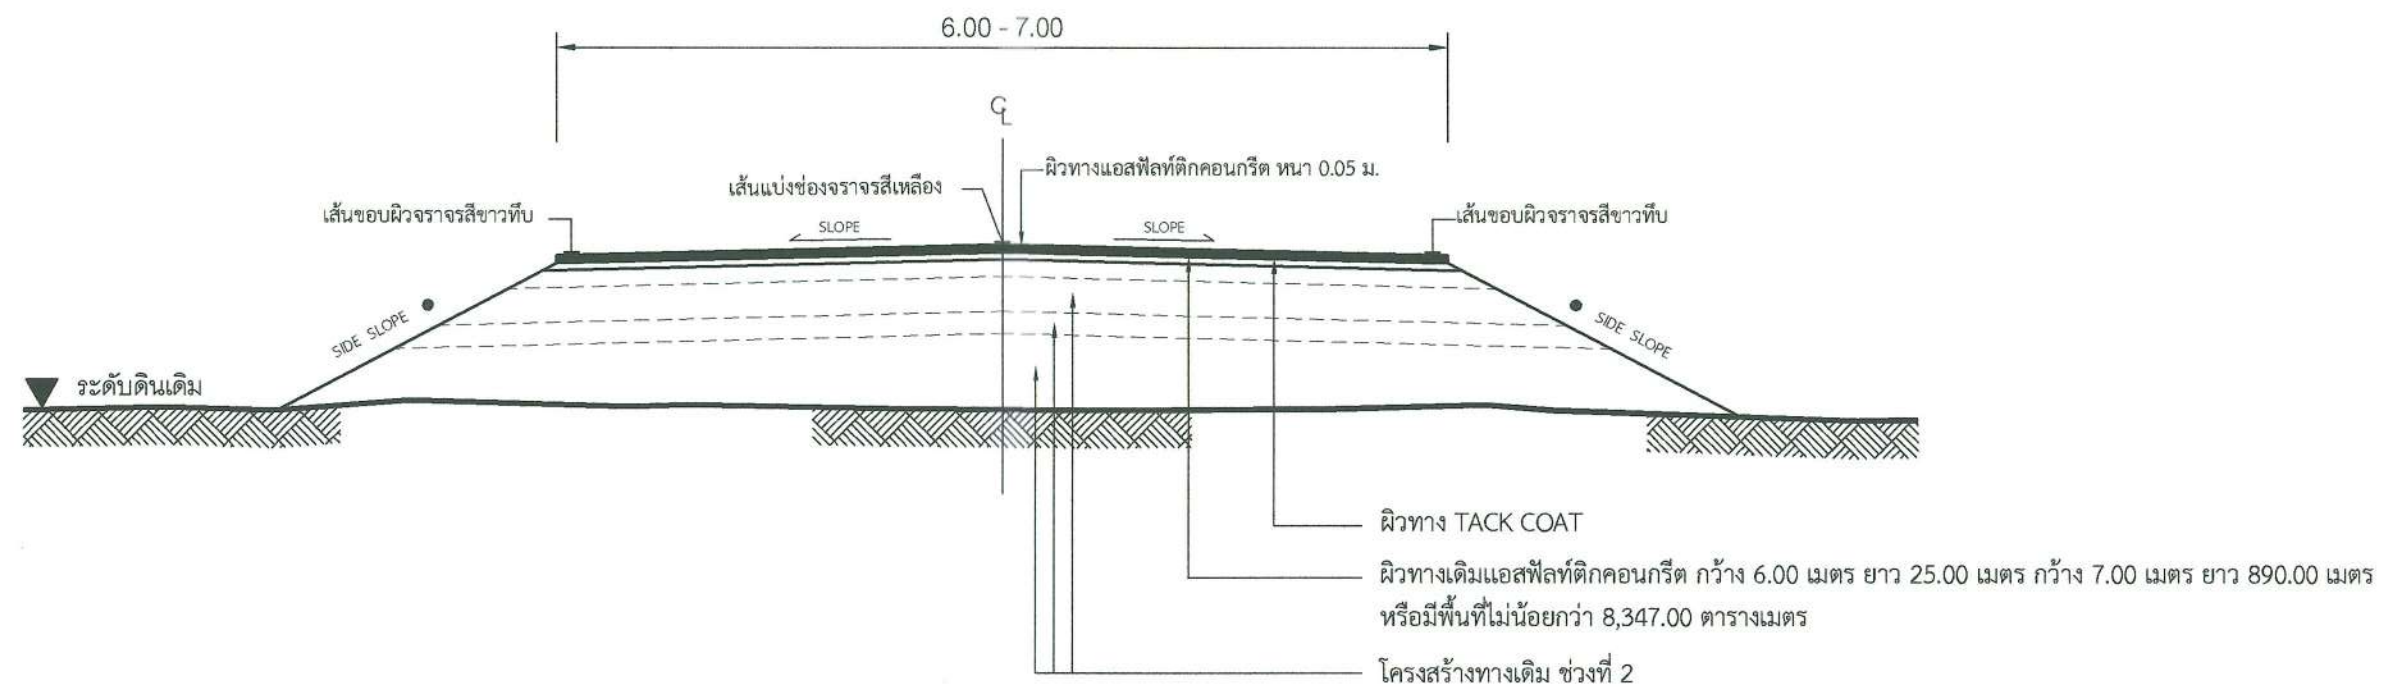 6.00 - 7.00
℄
ผิวทางแอสฟัลท์ติกคอนกรีต หนา 0.05 ม.
เส้นแบ่งช่องจราจรสีเหลือง
เส้นขอบผิวจราจรสีขาวทึบ
เส้นขอบผิวจราจรสีขาวทึบ
SLOPE
SLOPE
SIDE SLOPE
SIDE SLOPE
ระดับดินเดิม
ผิวทาง TACK COAT
ผิวทางเดิมแอสฟัลท์ติกคอนกรีต กว้าง 6.00 เมตร ยาว 25.00 เมตร กว้าง 7.00 เมตร ยาว 890.00 เมตร
หรือมีพื้นที่ไม่น้อยกว่า 8,347.00 ตารางเมตร
โครงสร้างทางเดิม ช่วงที่ 2